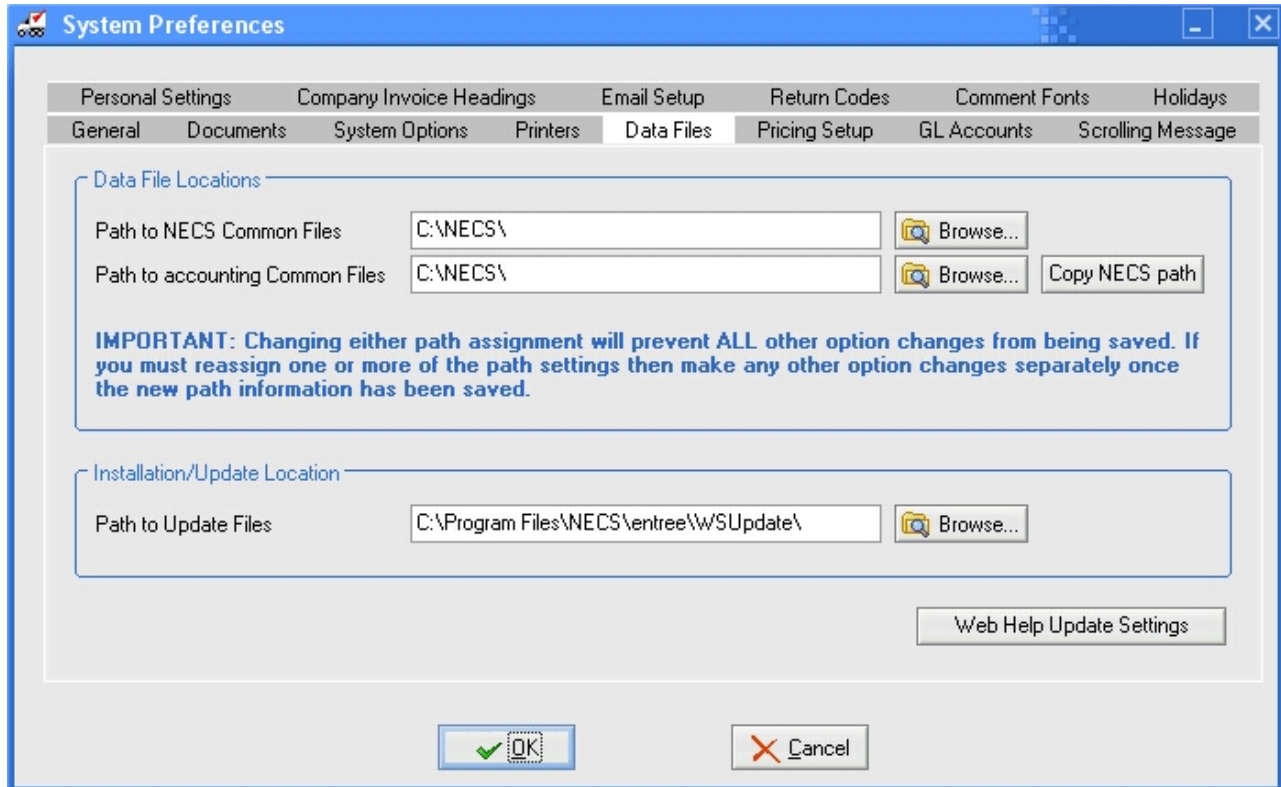 System Preferences
Personal Settings Company Invoice Headings Email Setup Return Codes Comment Fonts Holidays
General Documents System Options Printers Data Files Pricing Setup GL Accounts Scrolling Message
Data File Locations
Path to NECS Common Files C:\NECS\ Browse...
Path to accounting Common Files C:\NECS\ Browse... Copy NECS path
IMPORTANT: Changing either path assignment will prevent ALL other option changes from being saved. If
you must reassign one or more of the path settings then make any other option changes separately once
the new path information has been saved.
Installation/Update Location
Path to Update Files C:\Program Files\NECS\entree\WSUpdate\ Browse...
Web Help Update Settings
OK Cancel